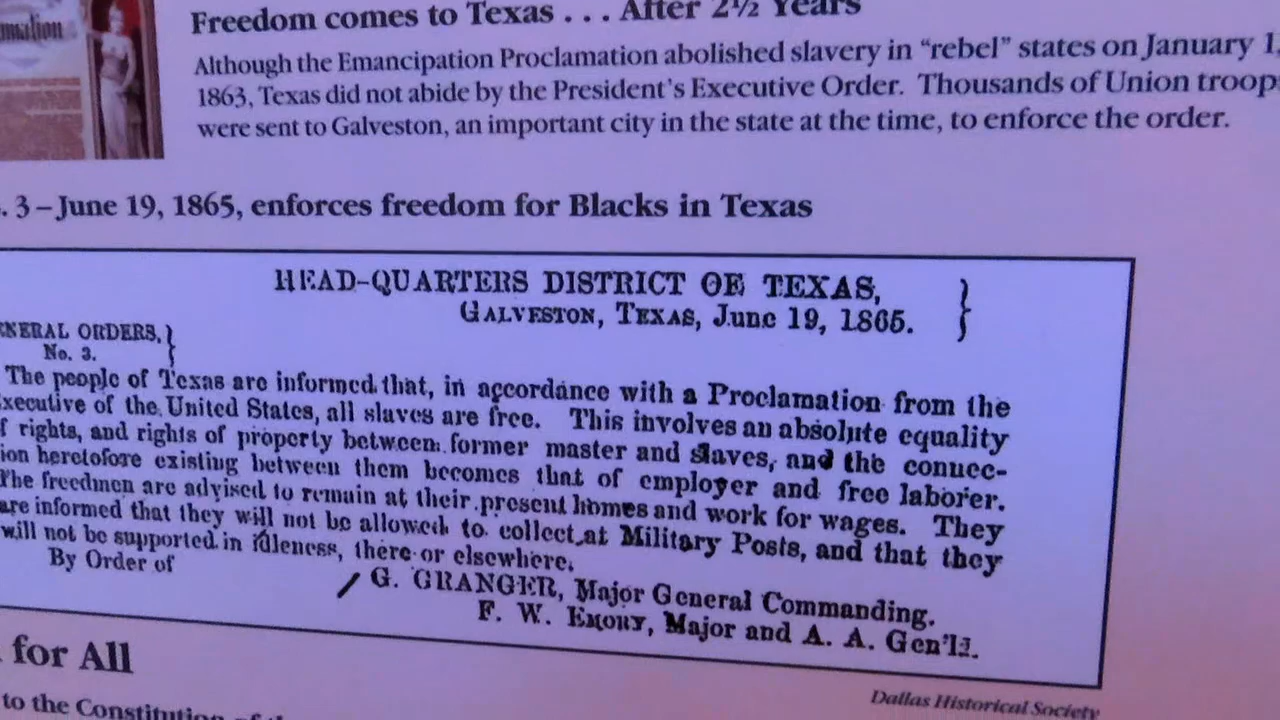 mation
Freedom comes to Texas . . . After 2½ Years
Although the Emancipation Proclamation abolished slavery in “rebel” states on January 1,
1863, Texas did not abide by the President’s Executive Order. Thousands of Union troop
were sent to Galveston, an important city in the state at the time, to enforce the order.
. 3 – June 19, 1865, enforces freedom for Blacks in Texas
HEAD-QUARTERS DISTRICT OF TEXAS,
GALVESTON, TEXAS, June 19, 1865.
ENERAL ORDERS,
No. 3.
The people of Texas are informed that, in accordance with a Proclamation from the
xecutive of the United States, all slaves are free. This involves an absolute equality
f rights, and rights of property between former master and slaves, and the connec-
ion heretofore existing between them becomes that of employer and free laborer.
The freedmen are advised to remain at their present homes and work for wages. They
are informed that they will not be allowed to collect at Military Posts, and that they
will not be supported in idleness, there or elsewhere.
By Order of
G. GRANGER, Major General Commanding.
F. W. EMORY, Major and A. A. Gen'l.
for All
to the Constitution of
Dallas Historical Society